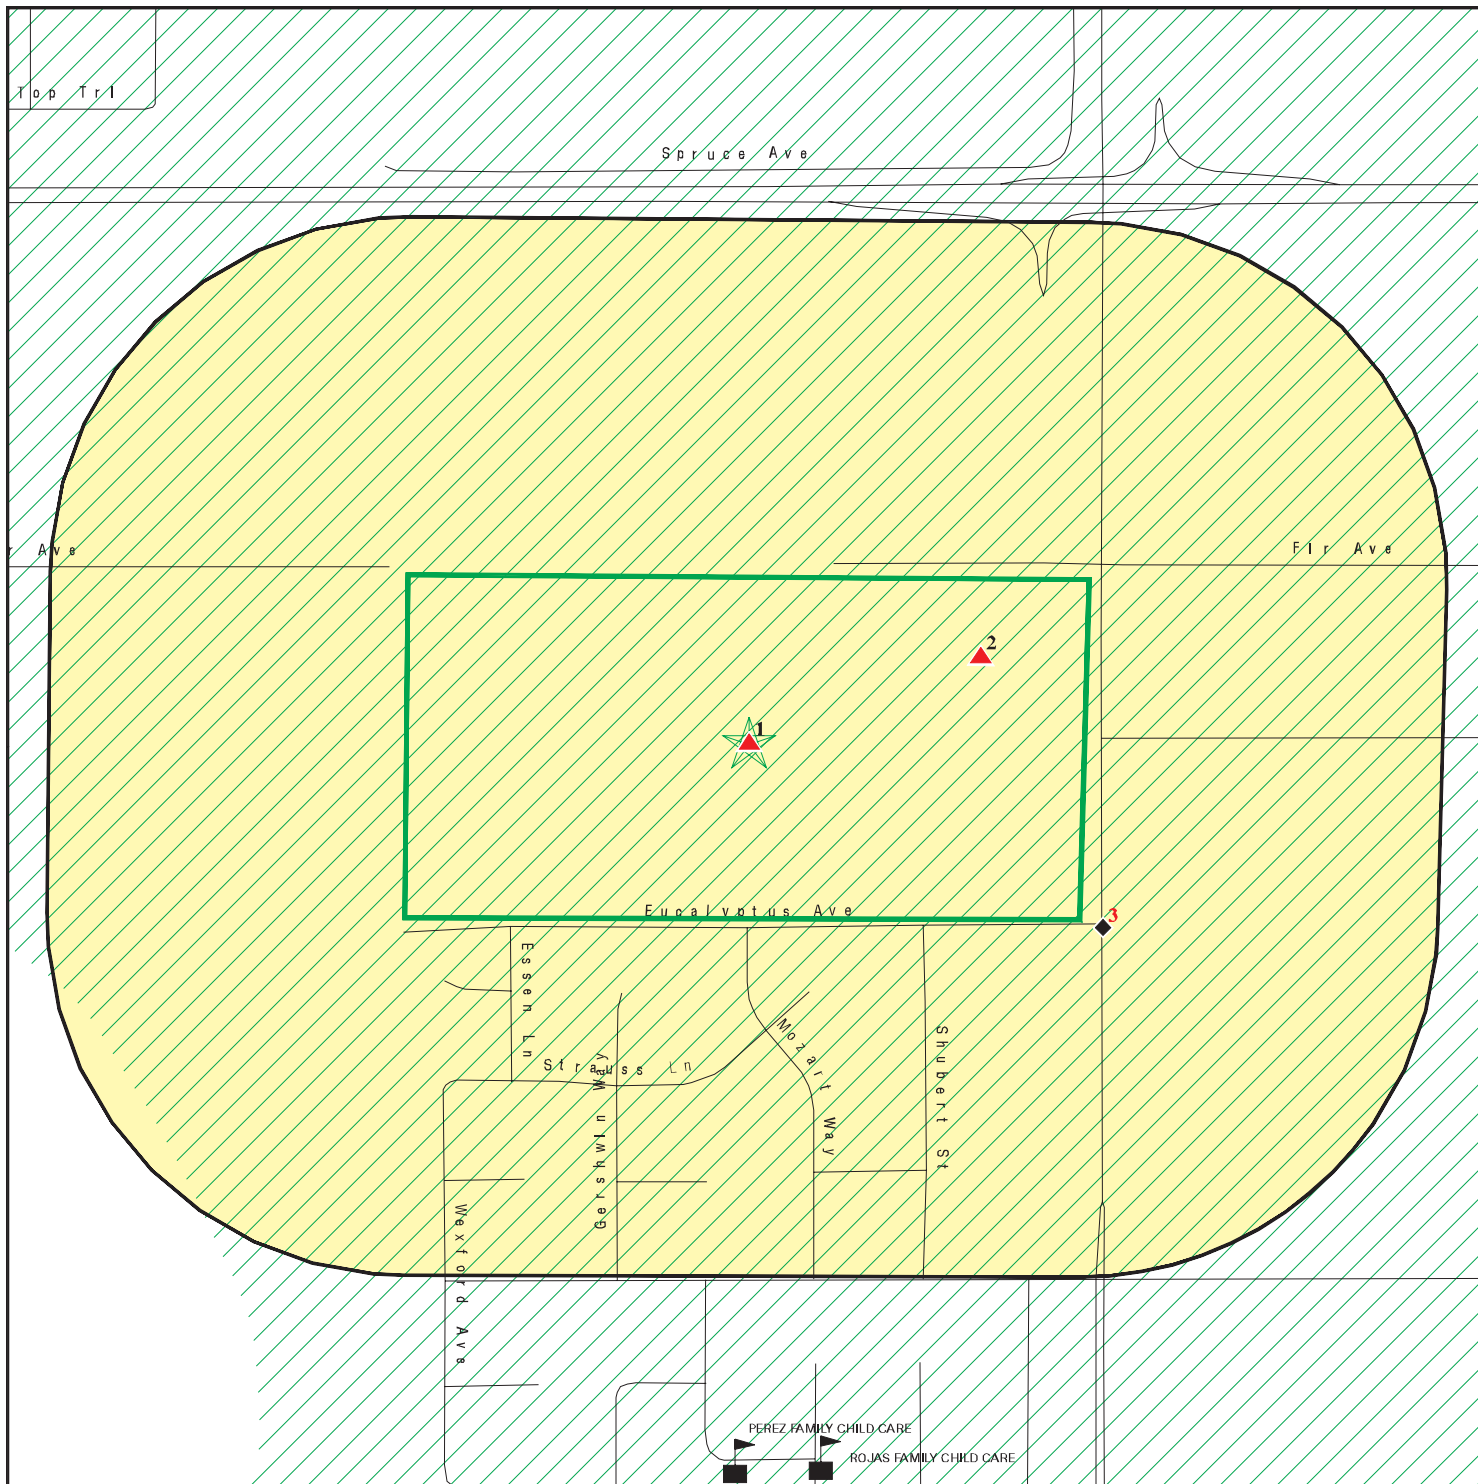 Top Trl
Spruce Ave
r Ave
FIr Ave
2
1
Eucalyptus Ave
3
Essen Ln
Strauss Ln
Mozart Way
Shubert St
GershwIn Way
Wexford Ave
PEREZ FAMILY CHILD CARE
ROJAS FAMILY CHILD CARE